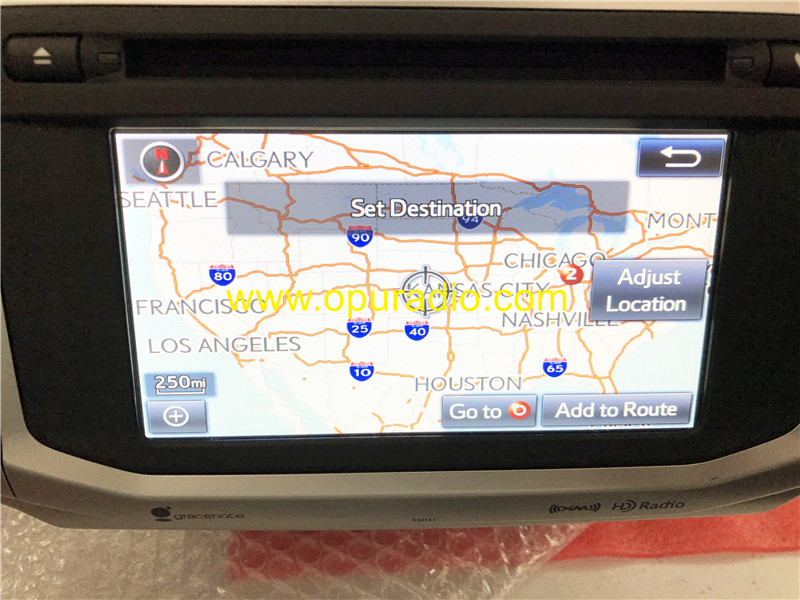 N
CALGARY
SEATTLE
Set Destination
94
MONT
90
CHICAGO
2
Adjust
Location
80
KANSAS CITY
www.opuradio.com
FRANCISCO
NASHVILLE
25
40
LOS ANGELES
10
65
250mi
HOUSTON
Go to
Add to Route
gracenote
XM
HD Radio